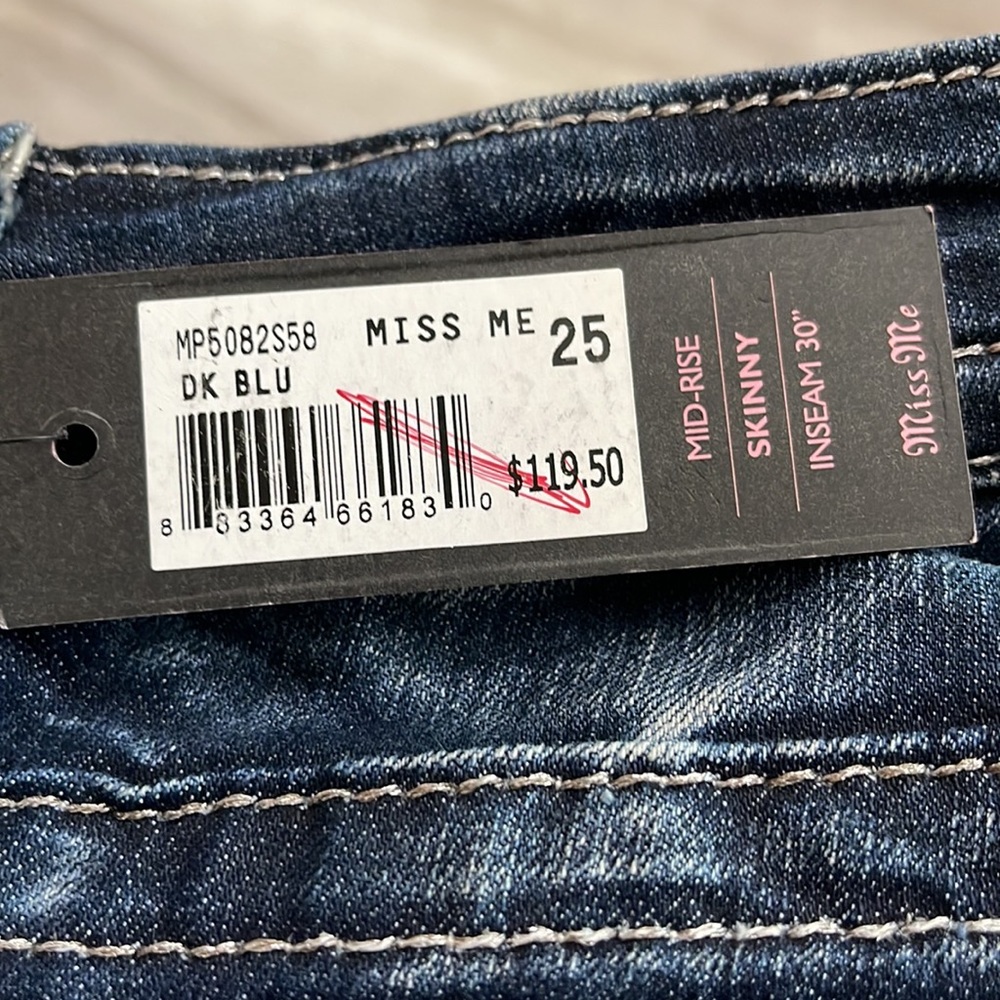 MP5082S58 MISS ME 25
DK BLU
$119.50
8 83364 66183 0
MID-RISE
SKINNY
INSEAM 30"
Miss Me